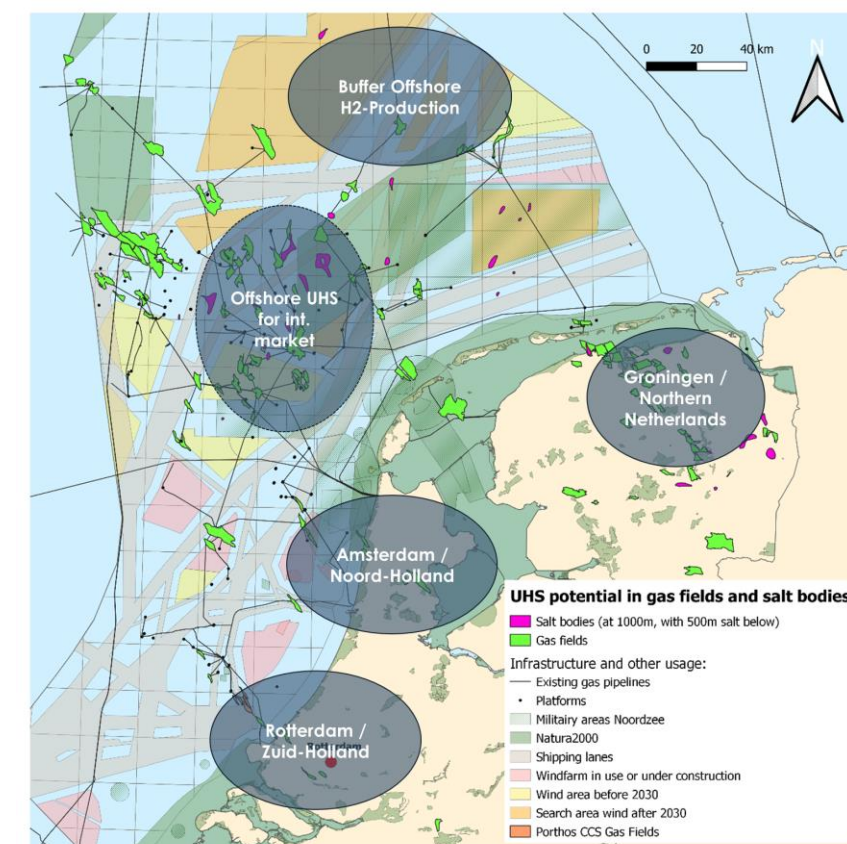 Buffer Offshore
H2-Production
0 20 40 km
N
Offshore UHS
for int.
market
Groningen /
Northern
Netherlands
Amsterdam /
Noord-Holland
Rotterdam /
Zuid-Holland
Rotterdam
UHS potential in gas fields and salt bodies
Salt bodies (at 1000m, with 500m salt below)
Gas fields
Infrastructure and other usage:
Existing gas pipelines
Platforms
Militairy areas Noordzee
Natura2000
Shipping lanes
Windfarm in use or under construction
Wind area before 2030
Search area wind after 2030
Porthos CCS Gas Fields